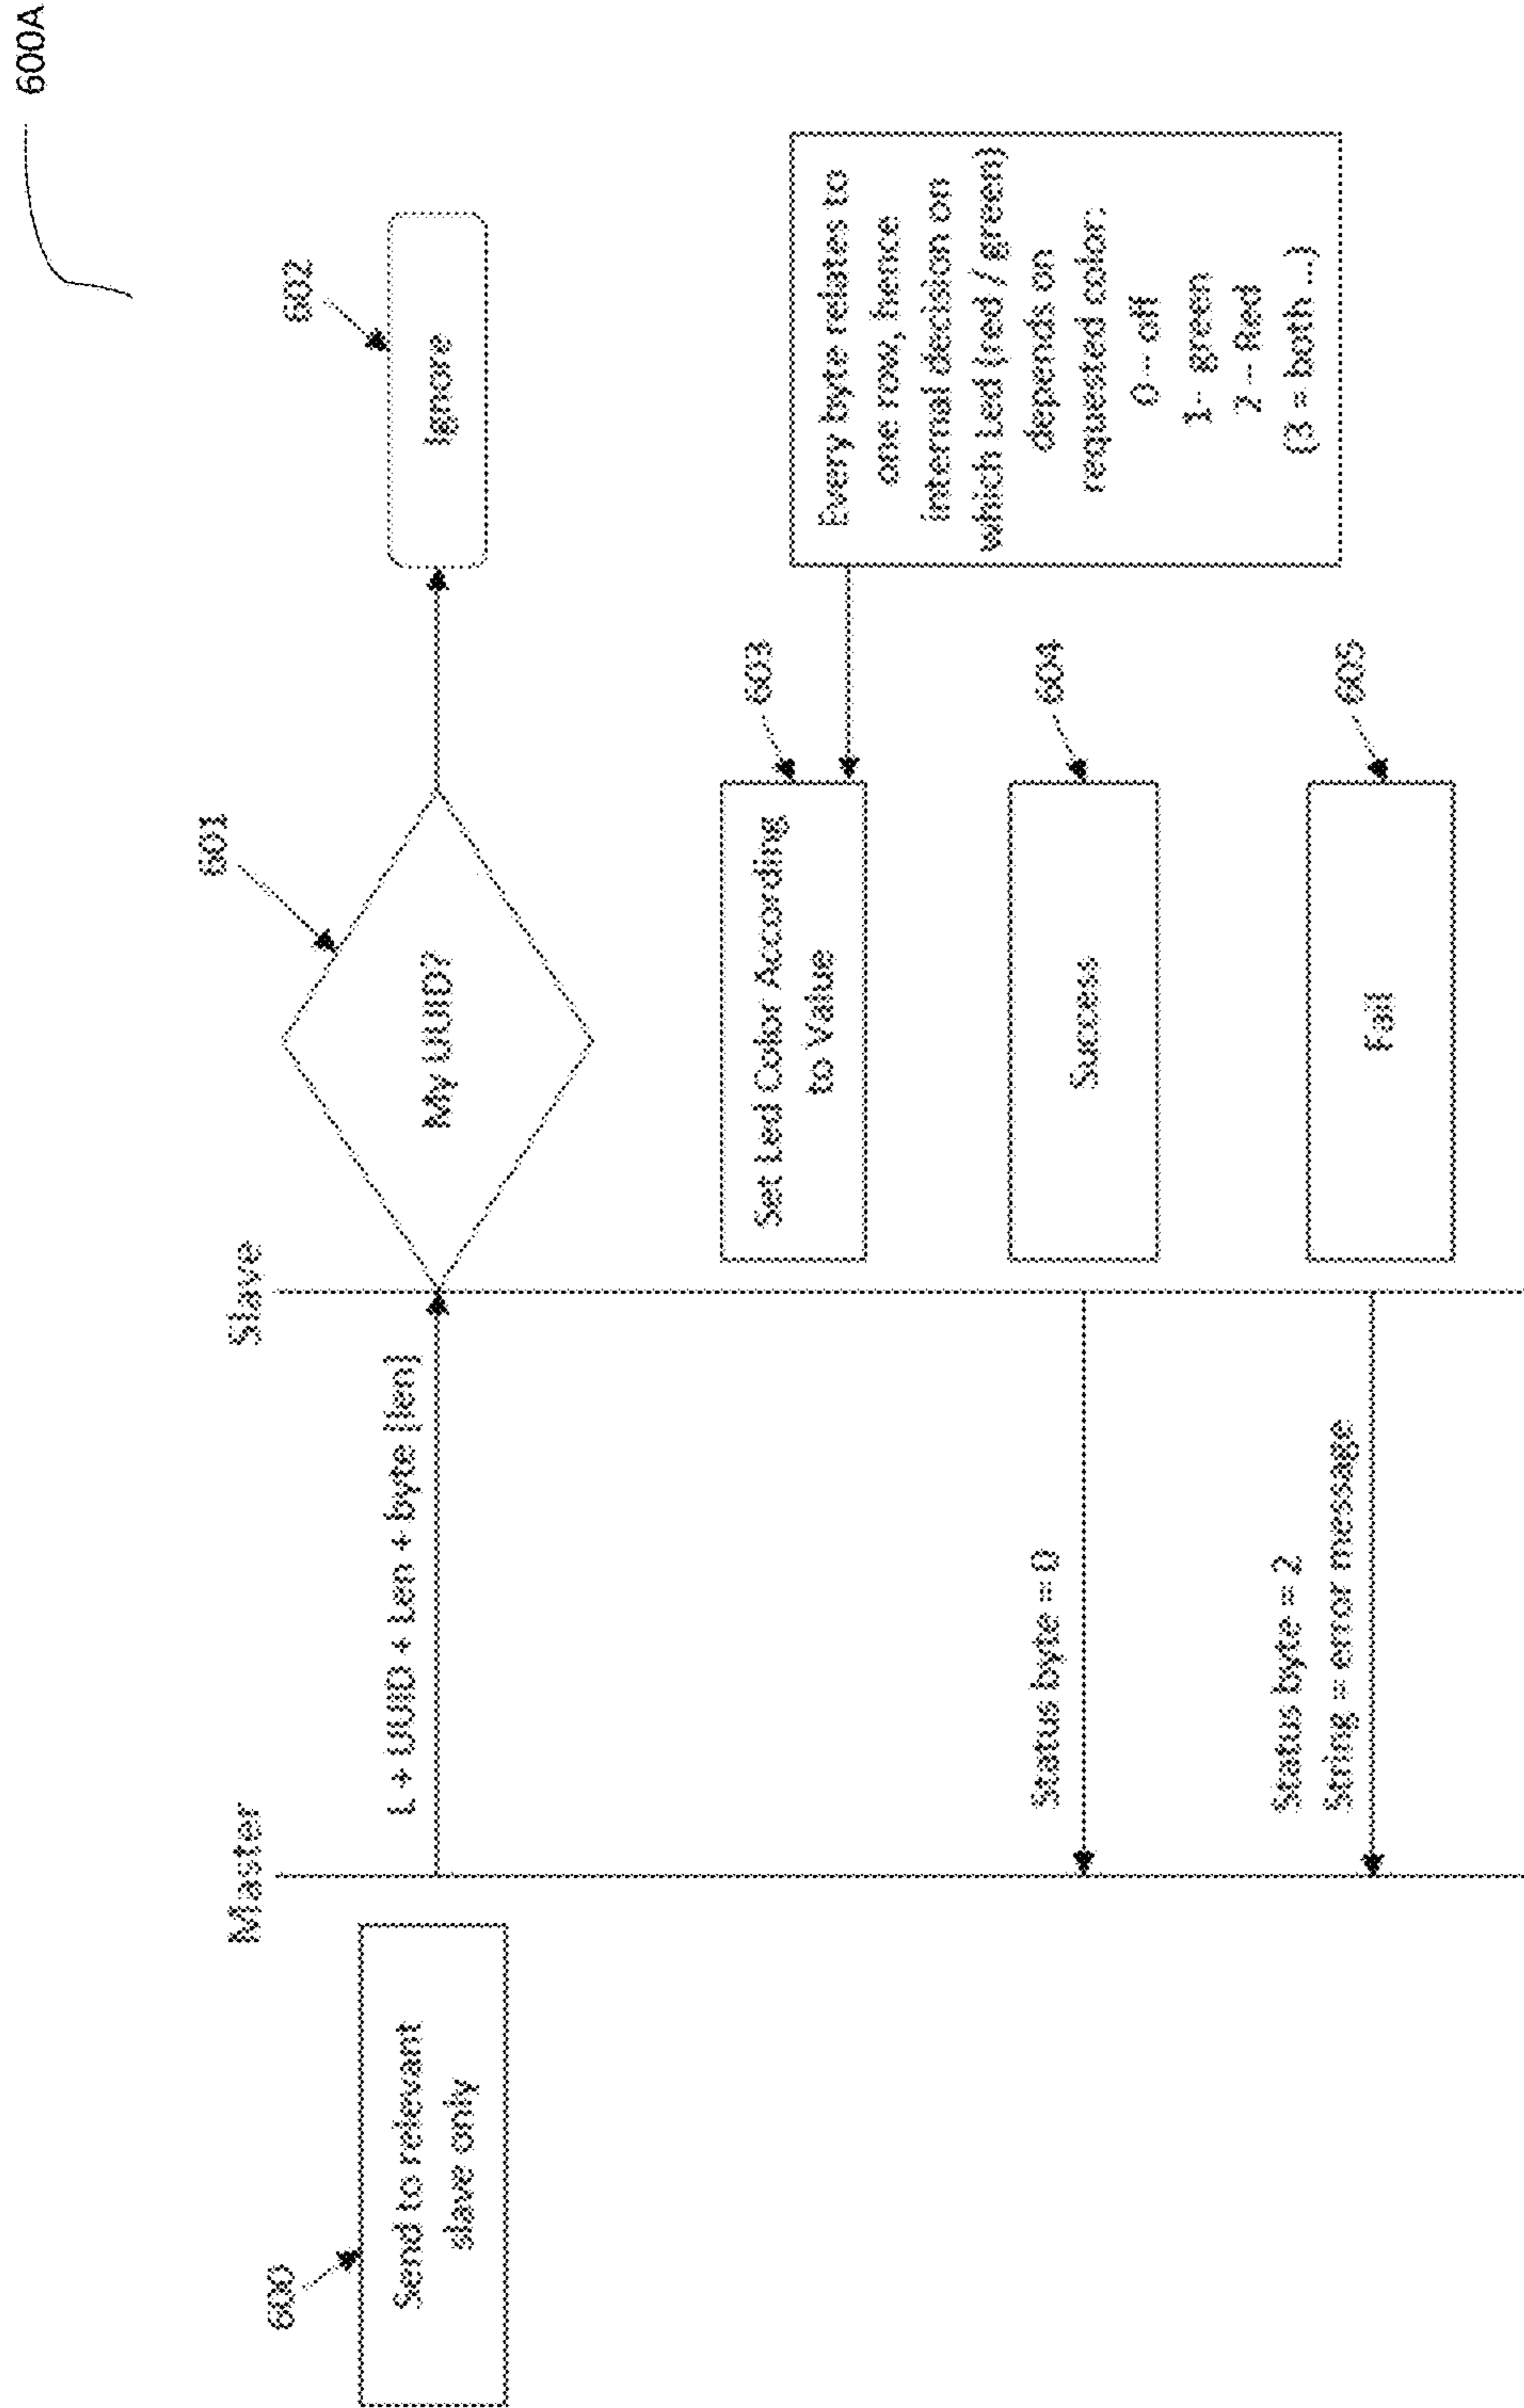 600A
Master
Slave
600
Send to relevant
slave only
L + UUID + Len + byte [len]
601
My UUID?
602
Ignore
603
Set Led Color According
to Value
Every byte relates to
one row, hence
internal decision on
which Led (red / green)
depends on
requested color:
0 – off
1- green
2 – Red
(3 = both ...)
Status byte = 0
604
Success
Status byte = 2
String = error message
605
Fail